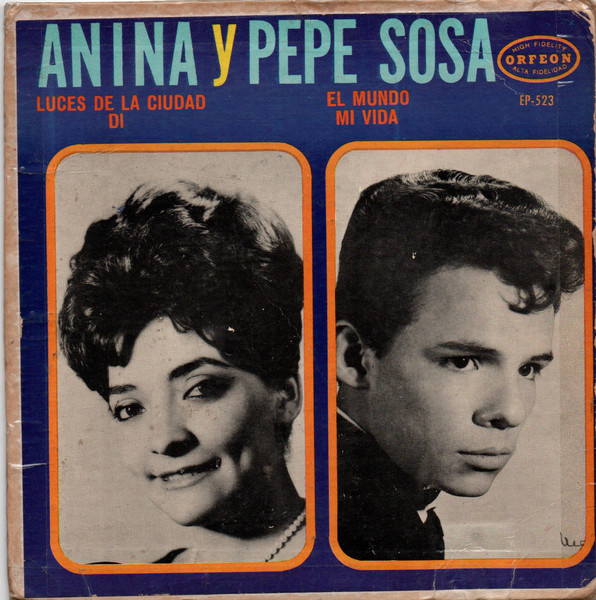 ANINA y PEPE SOSA
HIGH FIDELITY
ORFEON
ALTA FIDELIDAD
EP-523
LUCES DE LA CIUDAD
DI
EL MUNDO
MI VIDA